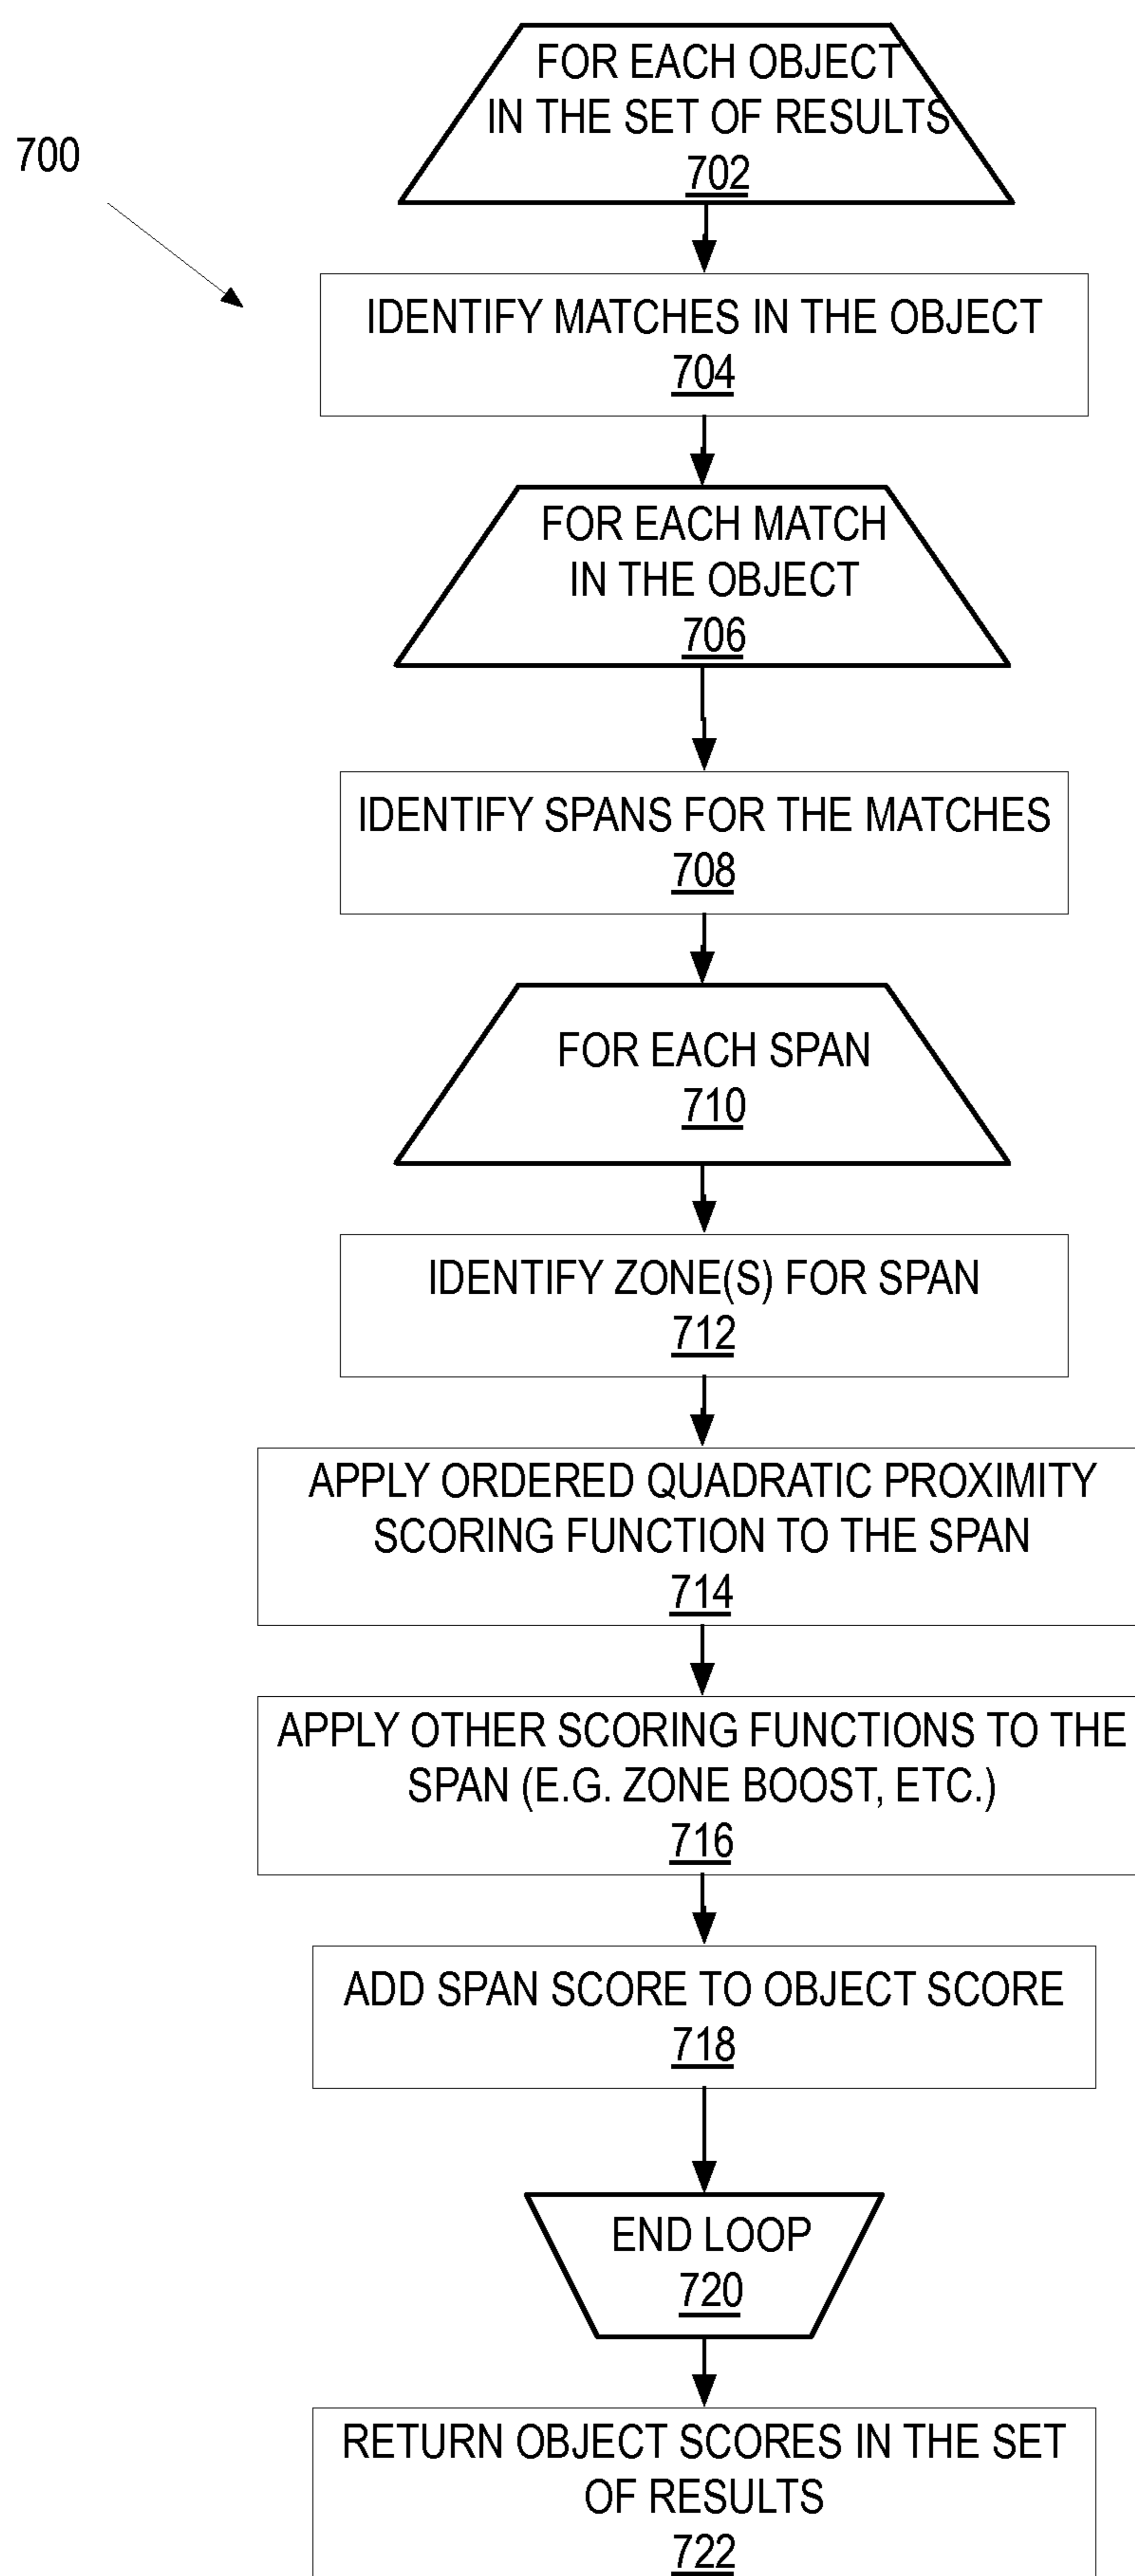 FOR EACH OBJECT
IN THE SET OF RESULTS
702
700
IDENTIFY MATCHES IN THE OBJECT
704
FOR EACH MATCH
IN THE OBJECT
706
IDENTIFY SPANS FOR THE MATCHES
708
FOR EACH SPAN
710
IDENTIFY ZONE(S) FOR SPAN
712
APPLY ORDERED QUADRATIC PROXIMITY
SCORING FUNCTION TO THE SPAN
714
APPLY OTHER SCORING FUNCTIONS TO THE
SPAN (E.G. ZONE BOOST, ETC.)
716
ADD SPAN SCORE TO OBJECT SCORE
718
END LOOP
720
RETURN OBJECT SCORES IN THE SET
OF RESULTS
722